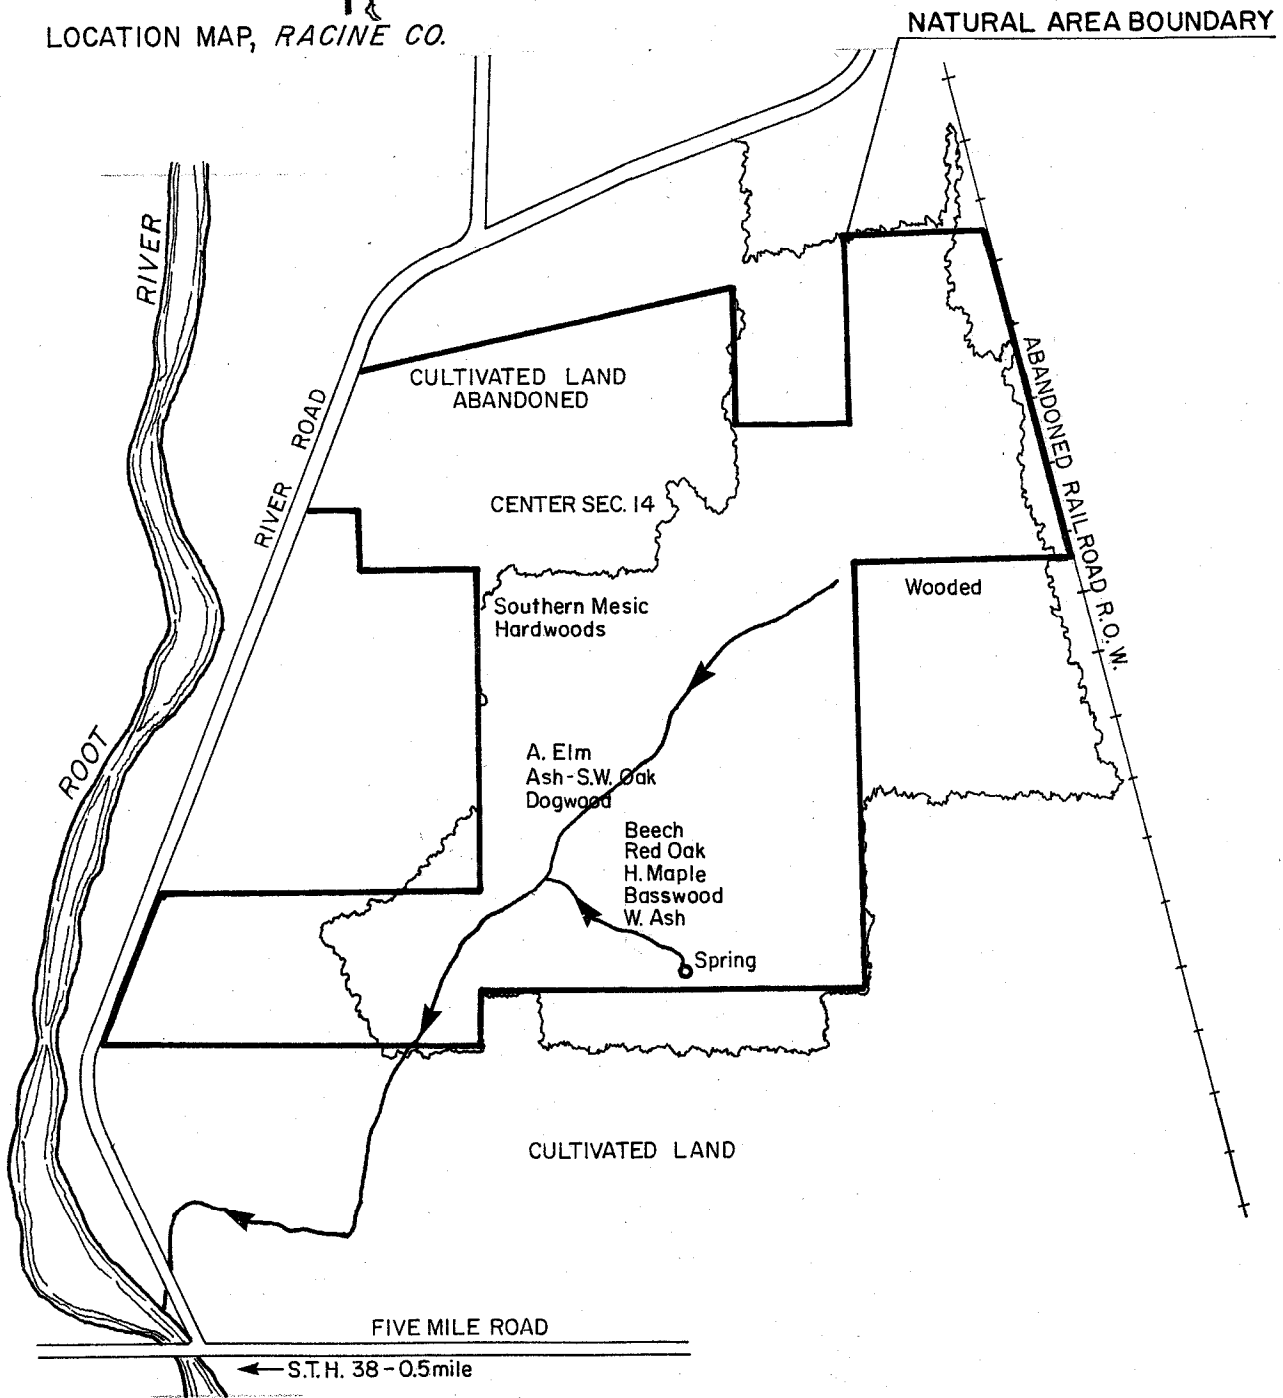 LOCATION MAP, RACINE CO.
NATURAL AREA BOUNDARY
RIVER
RIVER ROAD
CULTIVATED LAND
ABANDONED
ABANDONED RAILROAD R.O.W.
CENTER SEC. 14
Wooded
Southern Mesic
Hardwoods
ROOT
A. Elm
Ash-S.W. Oak
Dogwood
Beech
Red Oak
H. Maple
Basswood
W. Ash
Spring
CULTIVATED LAND
FIVE MILE ROAD
S.T.H. 38 - 0.5 mile